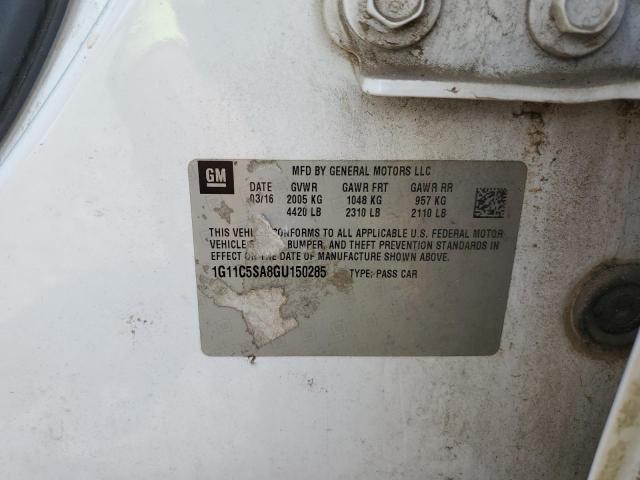 GM
MFD BY GENERAL MOTORS LLC
DATE GVWR GAWR FRT GAWR RR
03/16 2005 KG 1048 KG 957 KG
4420 LB 2310 LB 2110 LB
THIS VEHICLE CONFORMS TO ALL APPLICABLE U.S. FEDERAL MOTOR
VEHICLE BUMPER, AND THEFT PREVENTION STANDARDS IN
EFFECT ON THE DATE OF MANUFACTURE SHOWN ABOVE.
1G11C5SA8GU150285 TYPE: PASS CAR